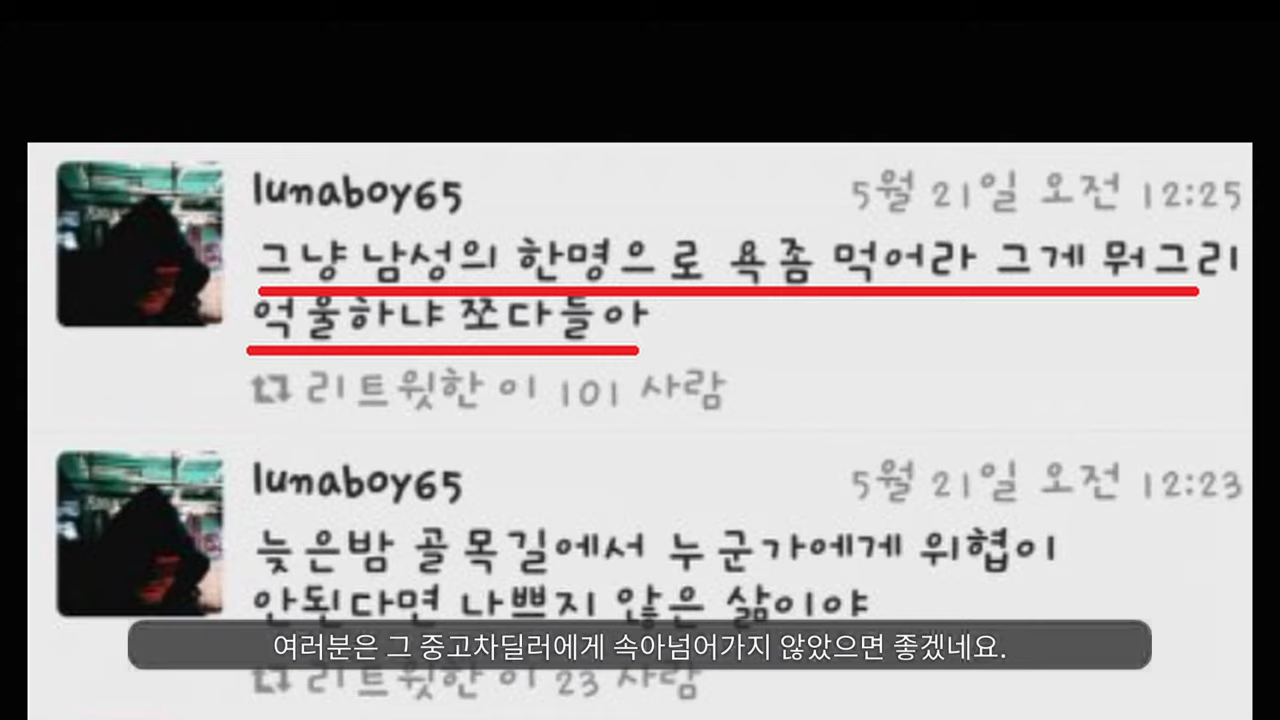 lunaboy65
5월 21일 오전 12:25
그냥 남성의 한명으로 욕좀 먹어라 그게 뭐그리
억울하냐 쪼다들아
리트윗한 이 101 사람
lunaboy65
5월 21일 오전 12:23
늦은밤 골목길에서 누군가에게 위협이
안된다면 나쁘지 않은 삶이야
여러분은 그 중고차딜러에게 속아넘어가지 않았으면 좋겠네요.
리트윗한 이 23 사람